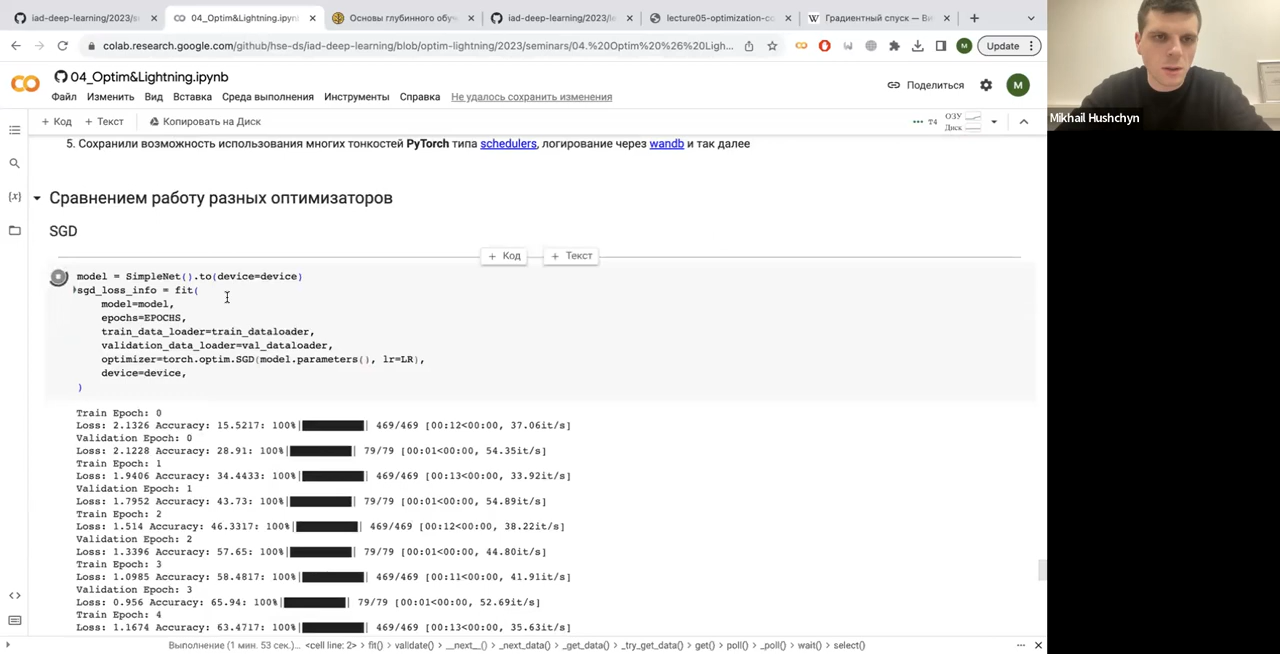 iad-deep-learning/2023/s
04_Optim&Lightning.ipynb
Основы глубинного обуч
iad-deep-learning/2023/le
lecture05-optimization-co
Градиентный спуск — Ви
colab.research.google.com/github/hse-ds/iad-deep-learning/blob/optim-lightning/2023/seminars/04.%20Optim%20%26%20Ligh...
M
Update
04_Optim&Lightning.ipynb
Поделиться
M
Файл Изменить Вид Вставка Среда выполнения Инструменты Справка Не удалось сохранить изменения
+ Код + Текст Копировать на Диск
T4 ОЗУ Диск
5. Сохранили возможность использования многих тонкостей PyTorch типа schedulers, логирование через wandb и так далее
Сравнением работу разных оптимизаторов
SGD
+ Код + Текст
model = SimpleNet().to(device=device)
sgd_loss_info = fit(
model=model,
epochs=EPOCHS,
train_data_loader=train_dataloader,
validation_data_loader=val_dataloader,
optimizer=torch.optim.SGD(model.parameters(), lr=LR),
device=device,
)
Train Epoch: 0
Loss: 2.1326 Accuracy: 15.5217: 100%|██████████| 469/469 [00:12<00:00, 37.06it/s]
Validation Epoch: 0
Loss: 2.1228 Accuracy: 28.91: 100%|██████████| 79/79 [00:01<00:00, 54.35it/s]
Train Epoch: 1
Loss: 1.9406 Accuracy: 34.4433: 100%|██████████| 469/469 [00:13<00:00, 33.92it/s]
Validation Epoch: 1
Loss: 1.7952 Accuracy: 43.73: 100%|██████████| 79/79 [00:01<00:00, 54.89it/s]
Train Epoch: 2
Loss: 1.514 Accuracy: 46.3317: 100%|██████████| 469/469 [00:12<00:00, 38.22it/s]
Validation Epoch: 2
Loss: 1.3396 Accuracy: 57.65: 100%|██████████| 79/79 [00:01<00:00, 44.80it/s]
Train Epoch: 3
Loss: 1.0985 Accuracy: 58.4817: 100%|██████████| 469/469 [00:11<00:00, 41.91it/s]
Validation Epoch: 3
Loss: 0.956 Accuracy: 65.94: 100%|██████████| 79/79 [00:01<00:00, 52.69it/s]
Train Epoch: 4
Loss: 1.1674 Accuracy: 63.4717: 100%|██████████| 469/469 [00:13<00:00, 35.63it/s]
Выполнение (1 мин. 53 сек.)... <cell line: 2> > fit() > validate() > __next__() > _next_data() > _get_data() > _try_get_data() > get() > poll() > _poll() > wait() > select()
Mikhail Hushchyn